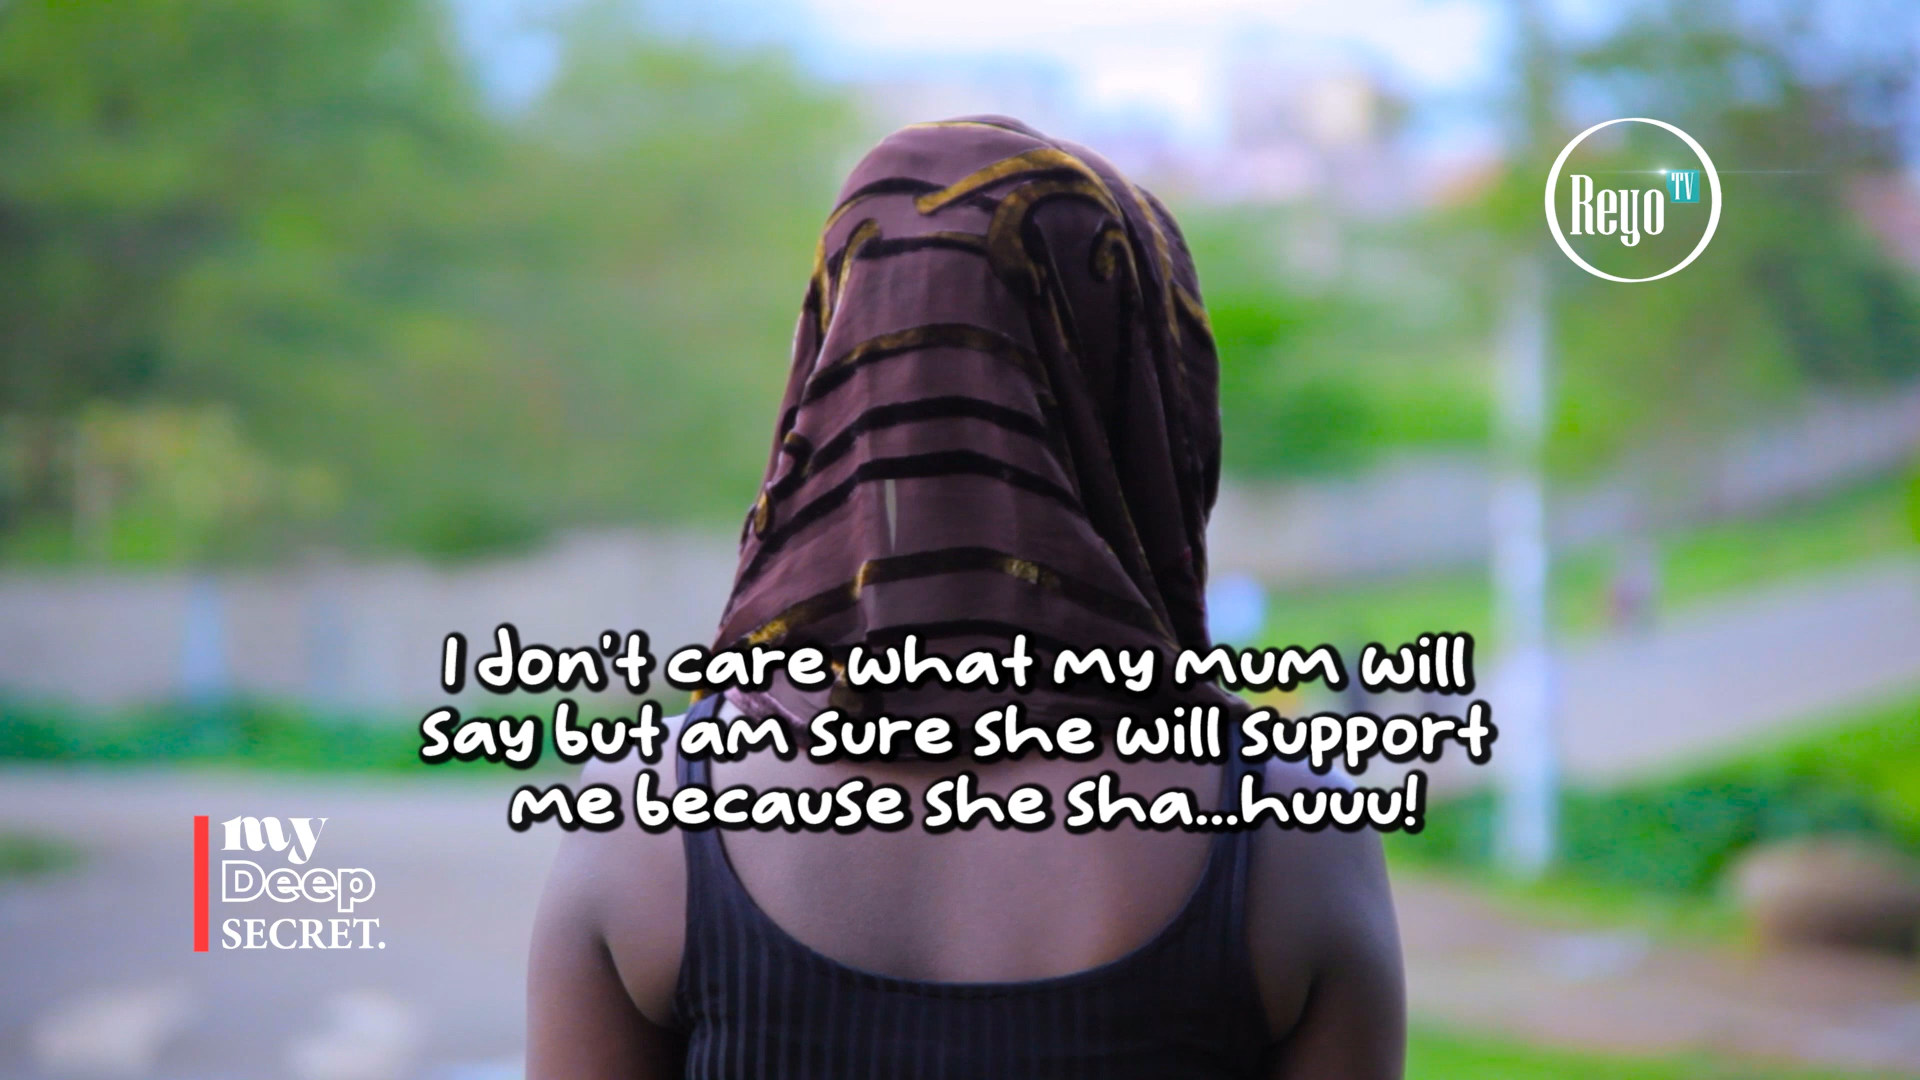 Reyo TV
I don't care what my mum will
say but am sure she will support
me because she sha...huuu!
my
Deep
SECRET.